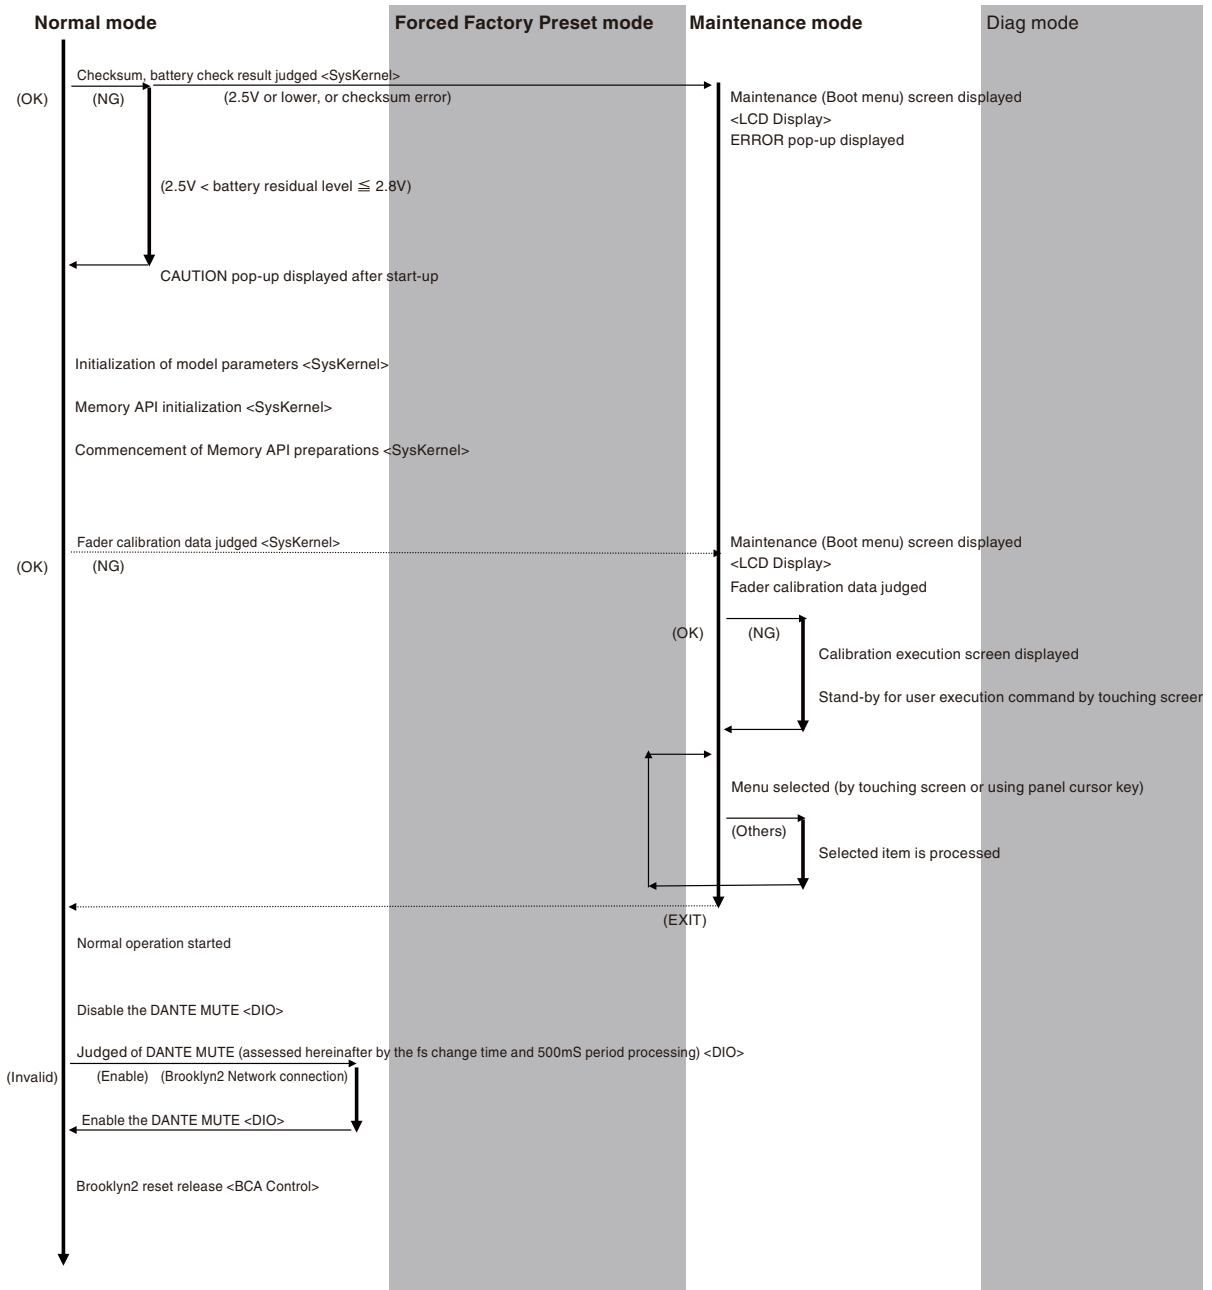 Normal mode
Forced Factory Preset mode
Maintenance mode
Diag mode
Checksum, battery check result judged <SysKernel>
(OK)
(NG)
(2.5V or lower, or checksum error)
Maintenance (Boot menu) screen displayed
<LCD Display>
ERROR pop-up displayed
(2.5V < battery residual level ≦ 2.8V)
CAUTION pop-up displayed after start-up
Initialization of model parameters <SysKernel>
Memory API initialization <SysKernel>
Commencement of Memory API preparations <SysKernel>
Fader calibration data judged <SysKernel>
(OK)
(NG)
Maintenance (Boot menu) screen displayed
<LCD Display>
Fader calibration data judged
(OK)
(NG)
Calibration execution screen displayed
Stand-by for user execution command by touching screen
Menu selected (by touching screen or using panel cursor key)
(Others)
Selected item is processed
(EXIT)
Normal operation started
Disable the DANTE MUTE <DIO>
Judged of DANTE MUTE (assessed hereinafter by the fs change time and 500mS period processing) <DIO>
(Invalid)
(Enable)
(Brooklyn2 Network connection)
Enable the DANTE MUTE <DIO>
Brooklyn2 reset release <BCA Control>